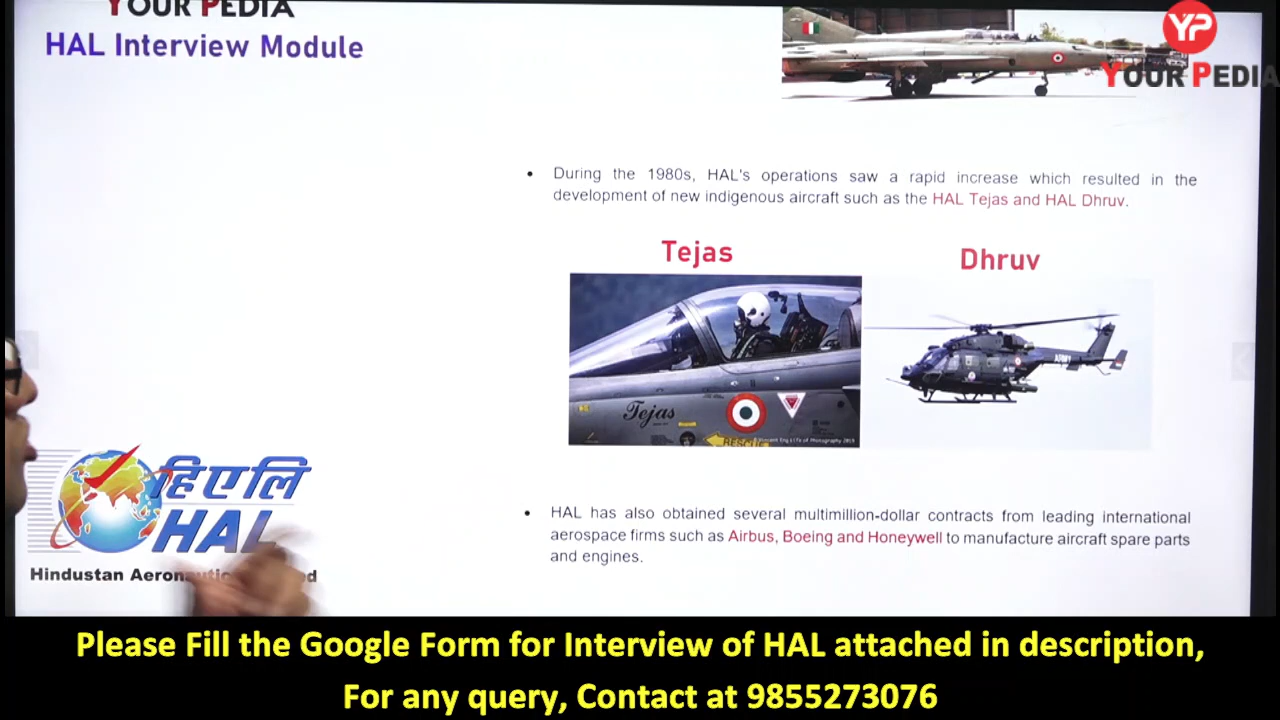 YOUR PEDIA
HAL Interview Module
YP
YOUR PEDIA
• During the 1980s, HAL's operations saw a rapid increase which resulted in the
development of new indigenous aircraft such as the HAL Tejas and HAL Dhruv.
Tejas
Dhruv
Tejas
ARMY
RESCUE
• HAL has also obtained several multimillion-dollar contracts from leading international
aerospace firms such as Airbus, Boeing and Honeywell to manufacture aircraft spare parts
and engines.
हिएलि
HAL
Hindustan
Please Fill the Google Form for Interview of HAL attached in description,
For any query, Contact at 9855273076